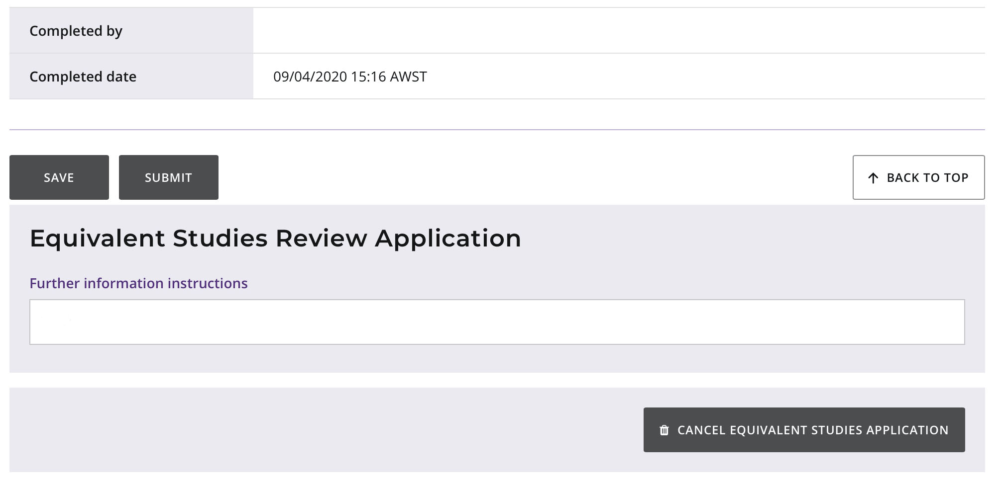 Completed by
Completed date 09/04/2020 15:16 AWST
SAVE SUBMIT BACK TO TOP
Equivalent Studies Review Application
Further information instructions
CANCEL EQUIVALENT STUDIES APPLICATION